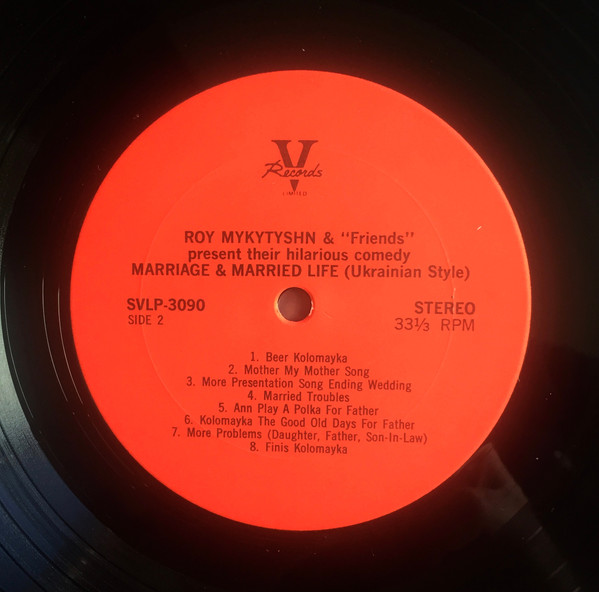 V
Records
LIMITED
ROY MYKYTYSHN & "Friends"
present their hilarious comedy
MARRIAGE & MARRIED LIFE (Ukrainian Style)
SVLP-3090
STEREO
SIDE 2
33⅓ RPM
1. Beer Kolomayka
2. Mother My Mother Song
3. More Presentation Song Ending Wedding
4. Married Troubles
5. Ann Play A Polka For Father
6. Kolomayka The Good Old Days For Father
7. More Problems (Daughter, Father, Son-In-Law)
8. Finis Kolomayka